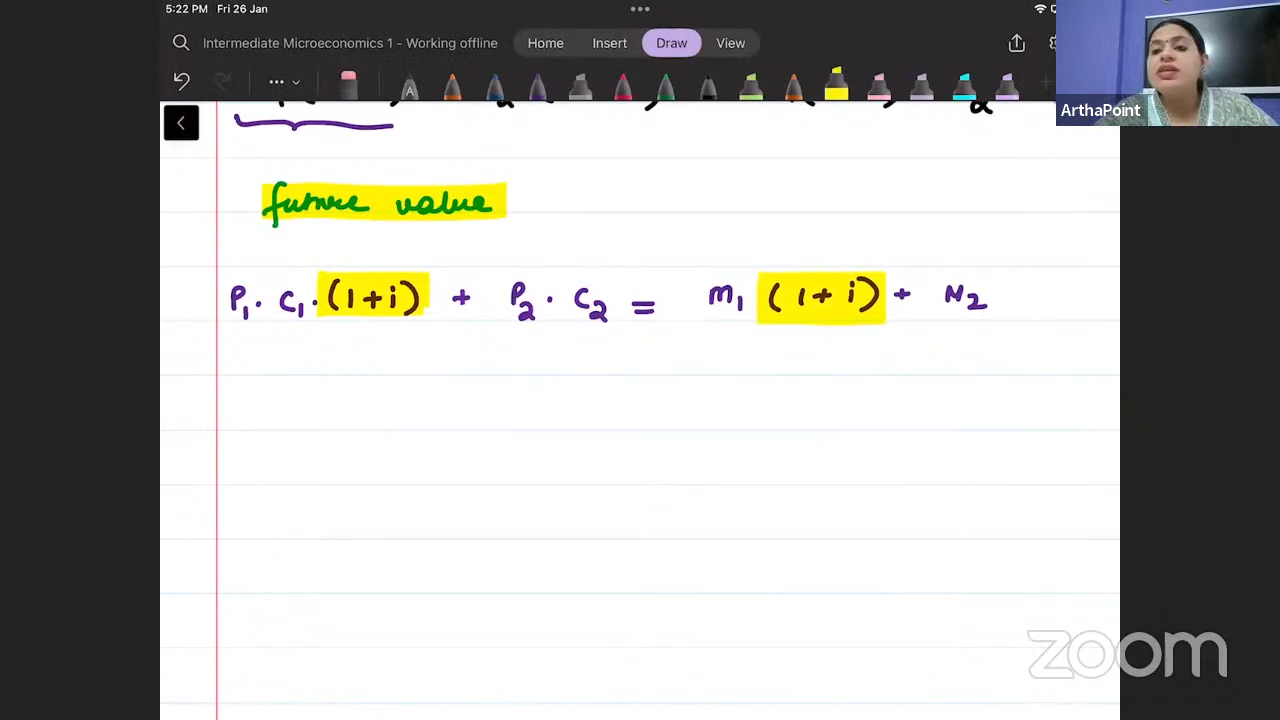 5:22 PM Fri 26 Jan
Intermediate Microeconomics 1 - Working offline Home Insert Draw View
A
ArthaPoint
future value
P₁ · C₁ · (1 + i) + P₂ · C₂ = M₁ (1 + i) + M₂
zoom